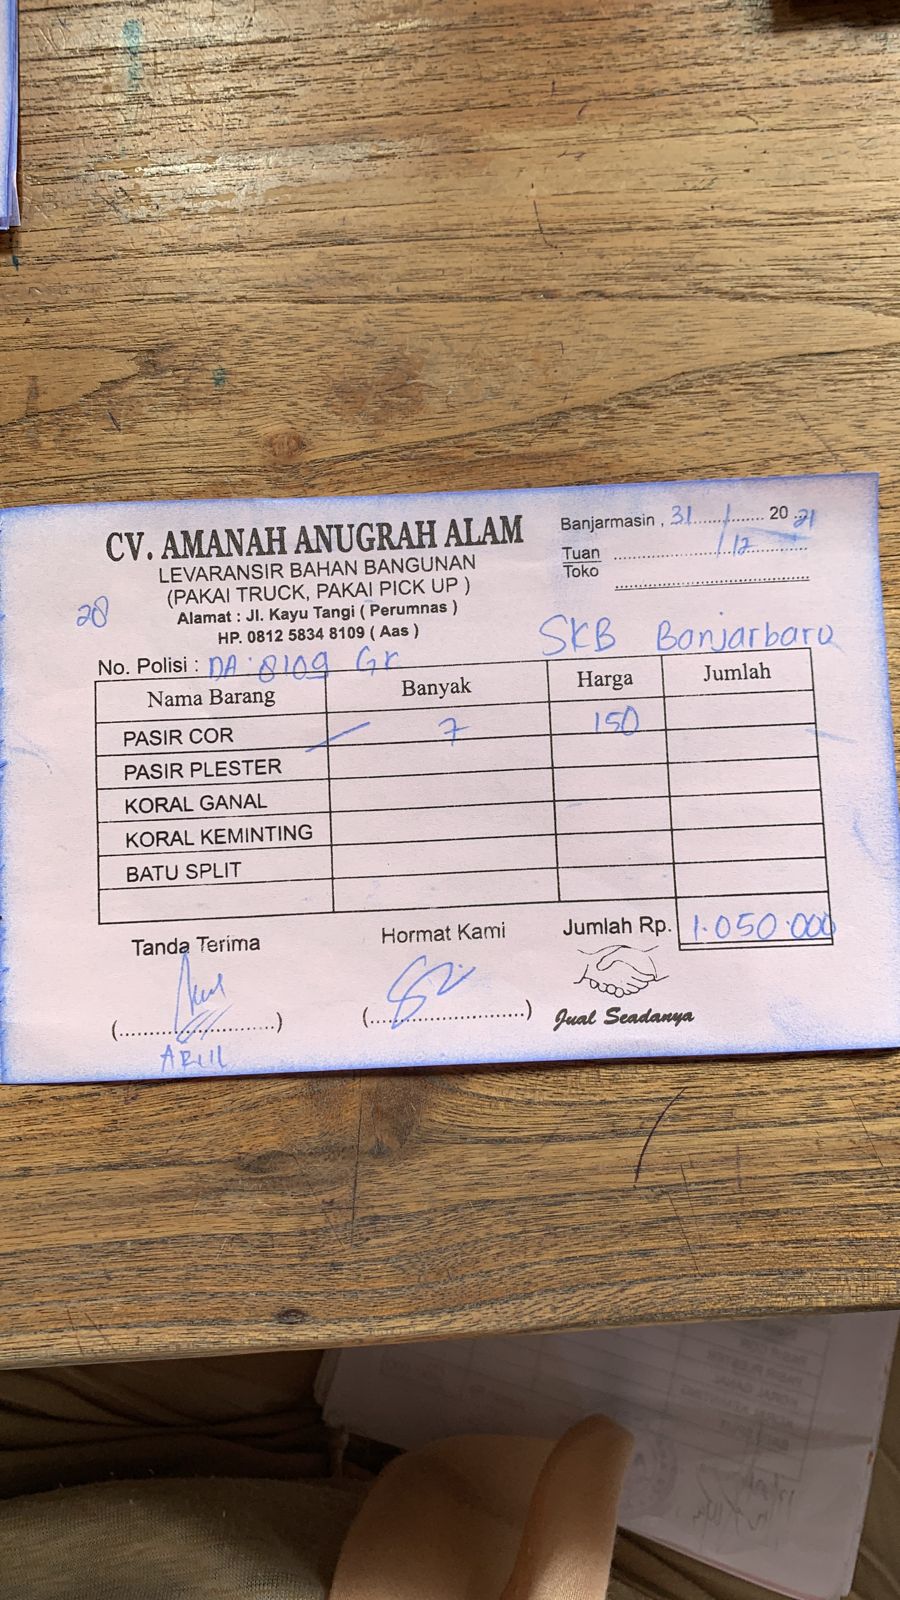 CV. AMANAH ANUGRAH ALAM
LEVARANSIR BAHAN BANGUNAN
(PAKAI TRUCK, PAKAI PICK UP )
Alamat : Jl. Kayu Tangi ( Perumnas )
HP. 0812 5834 8109 ( Aas )
28
Banjarmasin , 31 / 12 20 21
Tuan
Toko
SKB Banjarbaru
No. Polisi : DA 8109 GK
Nama Barang Banyak Harga Jumlah
PASIR COR 7 150
PASIR PLESTER
KORAL GANAL
KORAL KEMINTING
BATU SPLIT
Jumlah Rp. 1.050.000
Tanda Terima Hormat Kami
(..............................) (..............................)
ARUL
Jual Seadanya